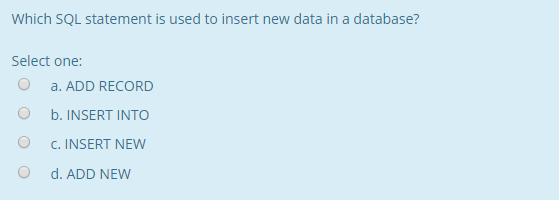 Which SQL statement is used to insert new data in a database?
Select one:
a. ADD RECORD
b. INSERT INTO
c. INSERT NEW
d. ADD NEW